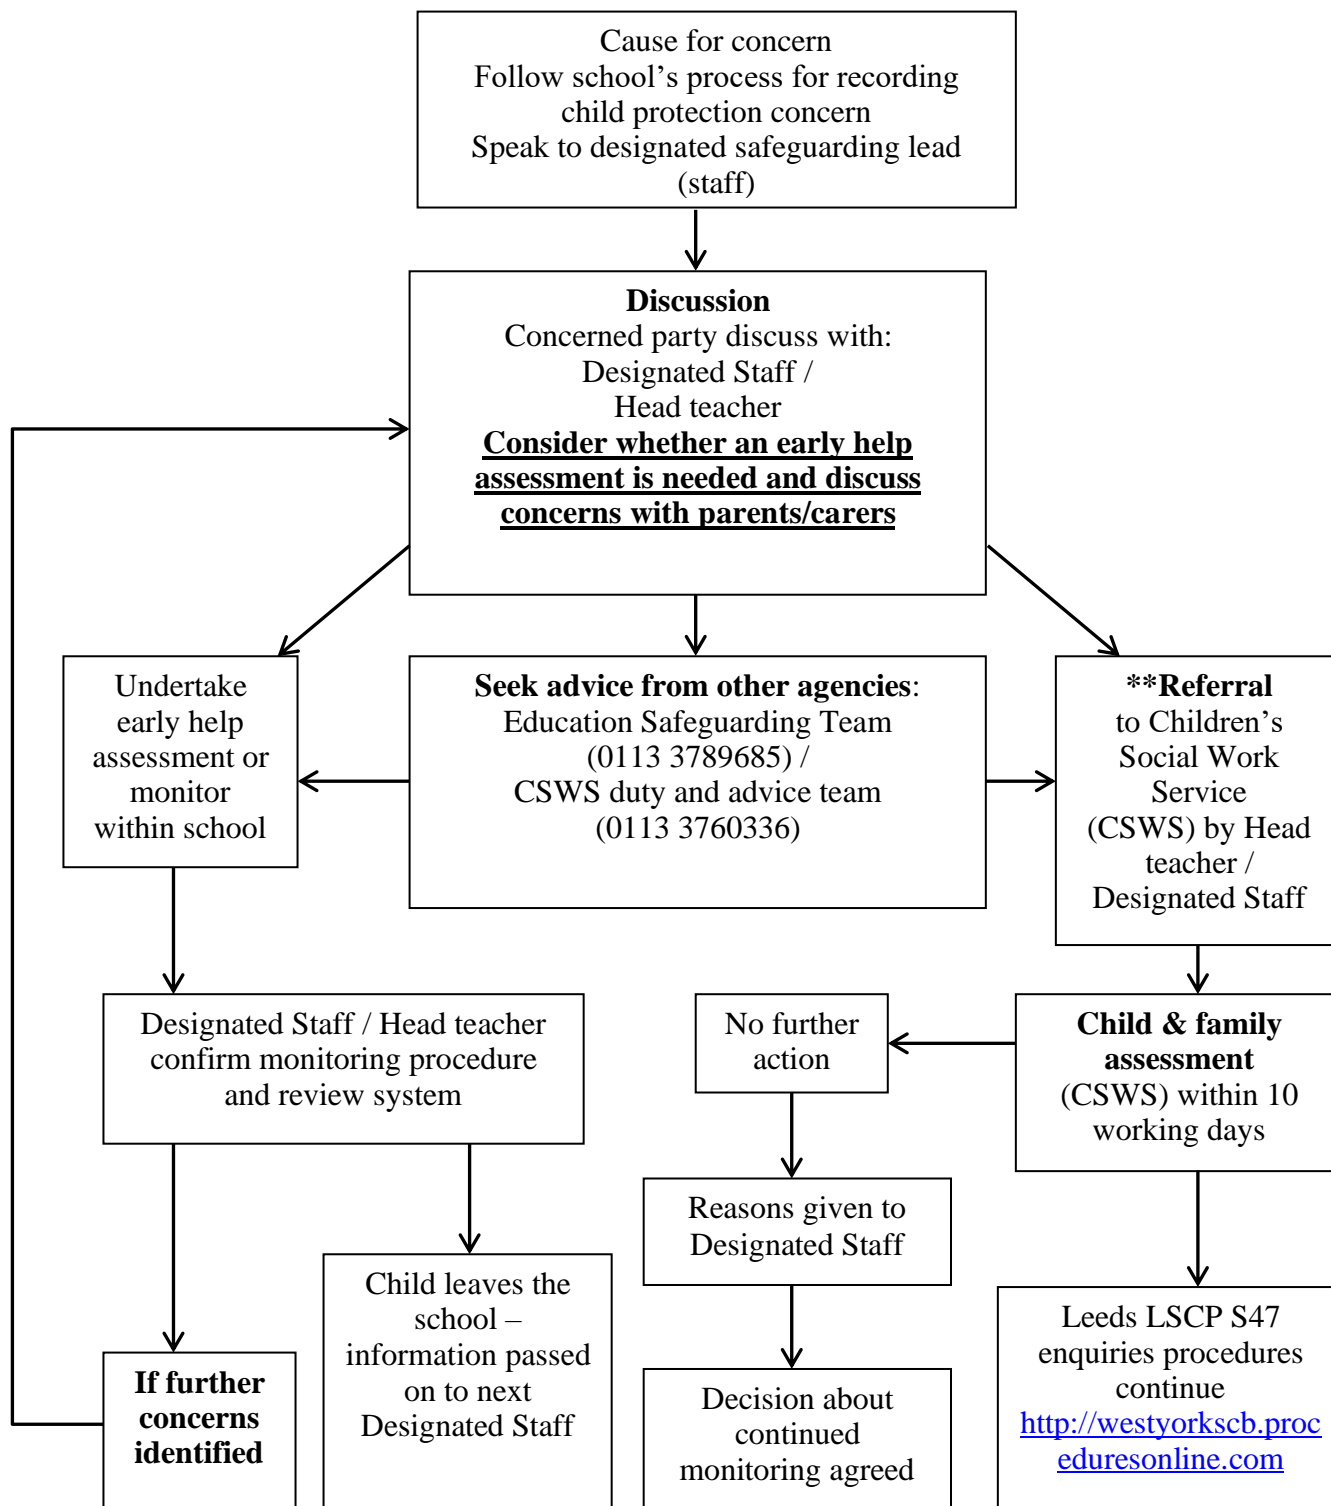 Cause for concern
Follow school’s process for recording
child protection concern
Speak to designated safeguarding lead
(staff)
Discussion
Concerned party discuss with:
Designated Staff /
Head teacher
Consider whether an early help
assessment is needed and discuss
concerns with parents/carers
Undertake
early help
assessment or
monitor
within school
Seek advice from other agencies:
Education Safeguarding Team
(0113 3789685) /
CSWS duty and advice team
(0113 3760336)
**Referral
to Children’s
Social Work
Service
(CSWS) by Head
teacher /
Designated Staff
Designated Staff / Head teacher
confirm monitoring procedure
and review system
No further
action
Child & family
assessment
(CSWS) within 10
working days
Reasons given to
Designated Staff
Child leaves the
school –
information passed
on to next
Designated Staff
Leeds LSCP S47
enquiries procedures
continue
http://westyorkscb.proc
eduresonline.com
If further
concerns
identified
Decision about
continued
monitoring agreed